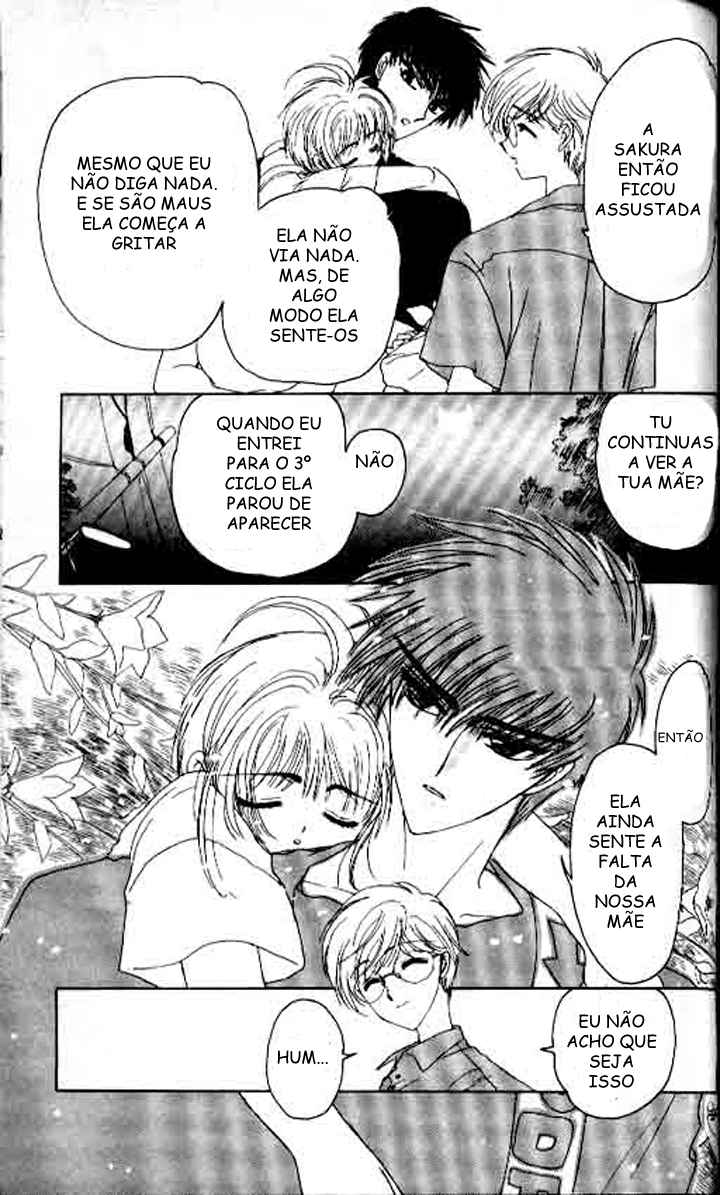 A
SAKURA
ENTÃO
FICOU
ASSUSTADA
ELA NÃO
VIA NADA.
MAS, DE
ALGO
MODO ELA
SENTE-OS
MESMO QUE EU
NÃO DIGA NADA.
E SE SÃO MAUS
ELA COMEÇA A
GRITAR
TU
CONTINUAS
A VER A
TUA MÃE?
NÃO
QUANDO EU
ENTREI
PARA O 3º
CICLO ELA
PAROU DE
APARECER
ENTÃO
ELA
AINDA
SENTE A
FALTA
DA
NOSSA
MÃE
EU NÃO
ACHO QUE
SEJA
ISSO
HUM...